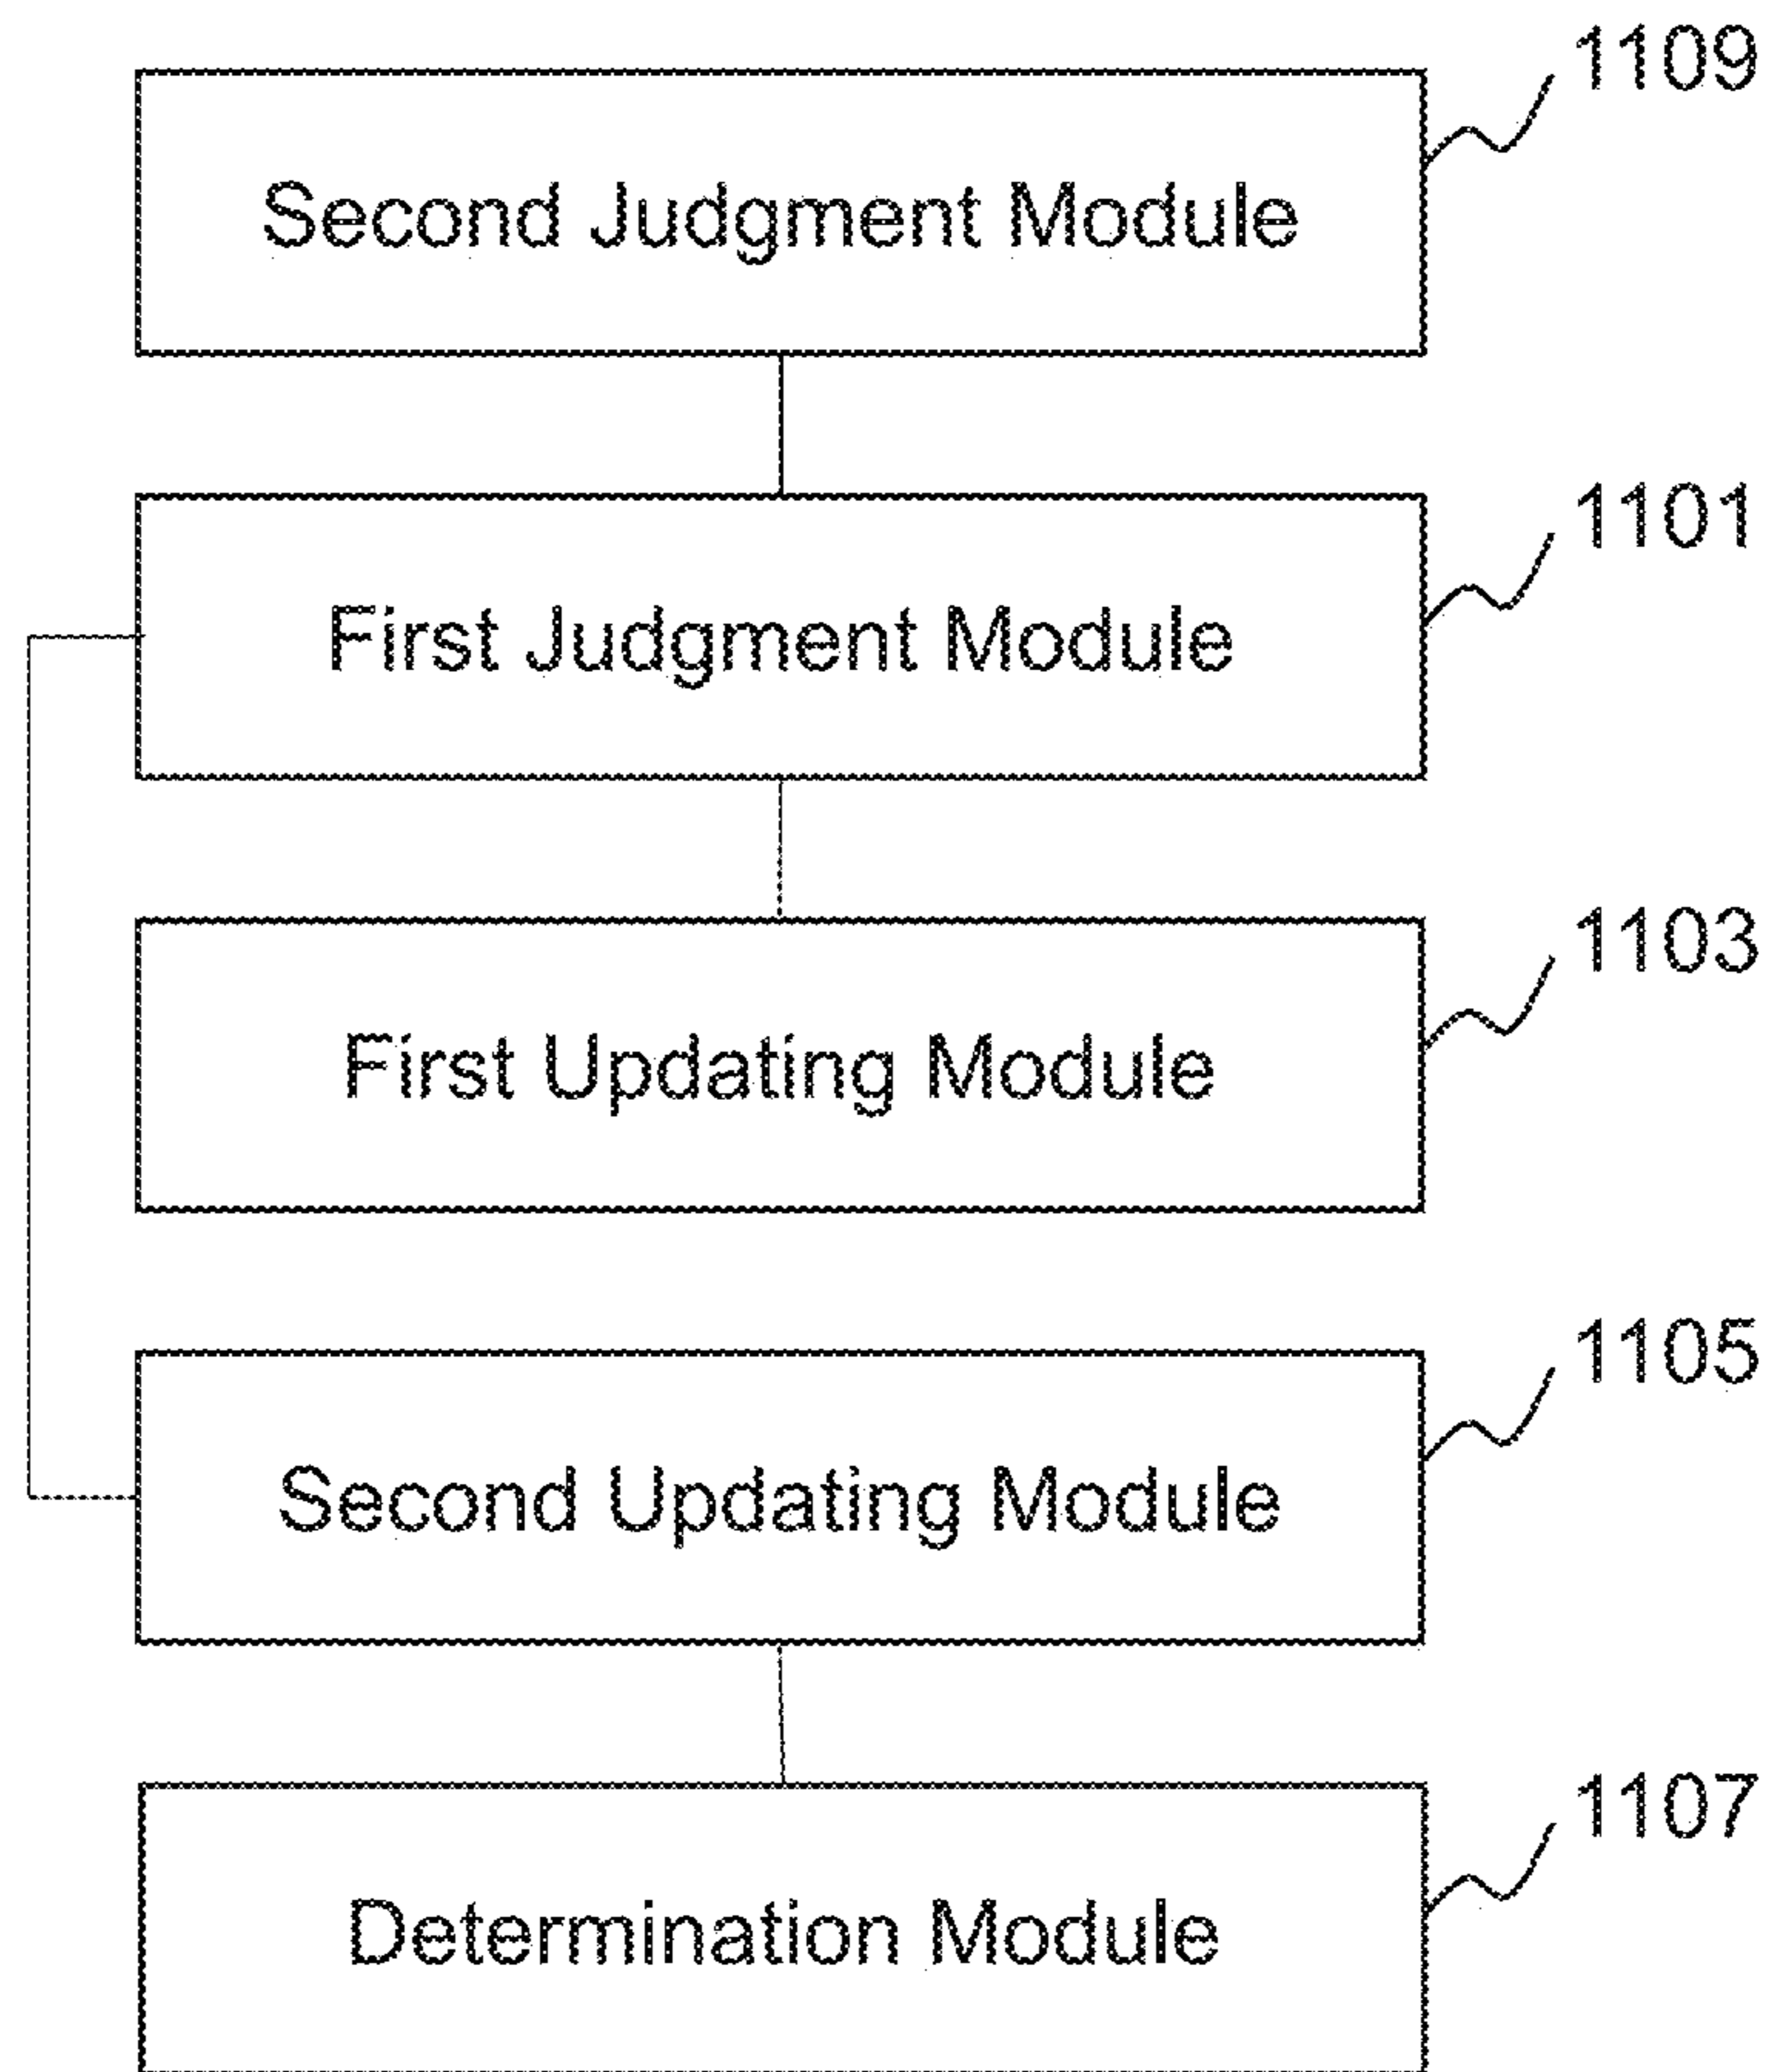 1109
Second Judgment Module
1101
First Judgment Module
1103
First Updating Module
1105
Second Updating Module
1107
Determination Module